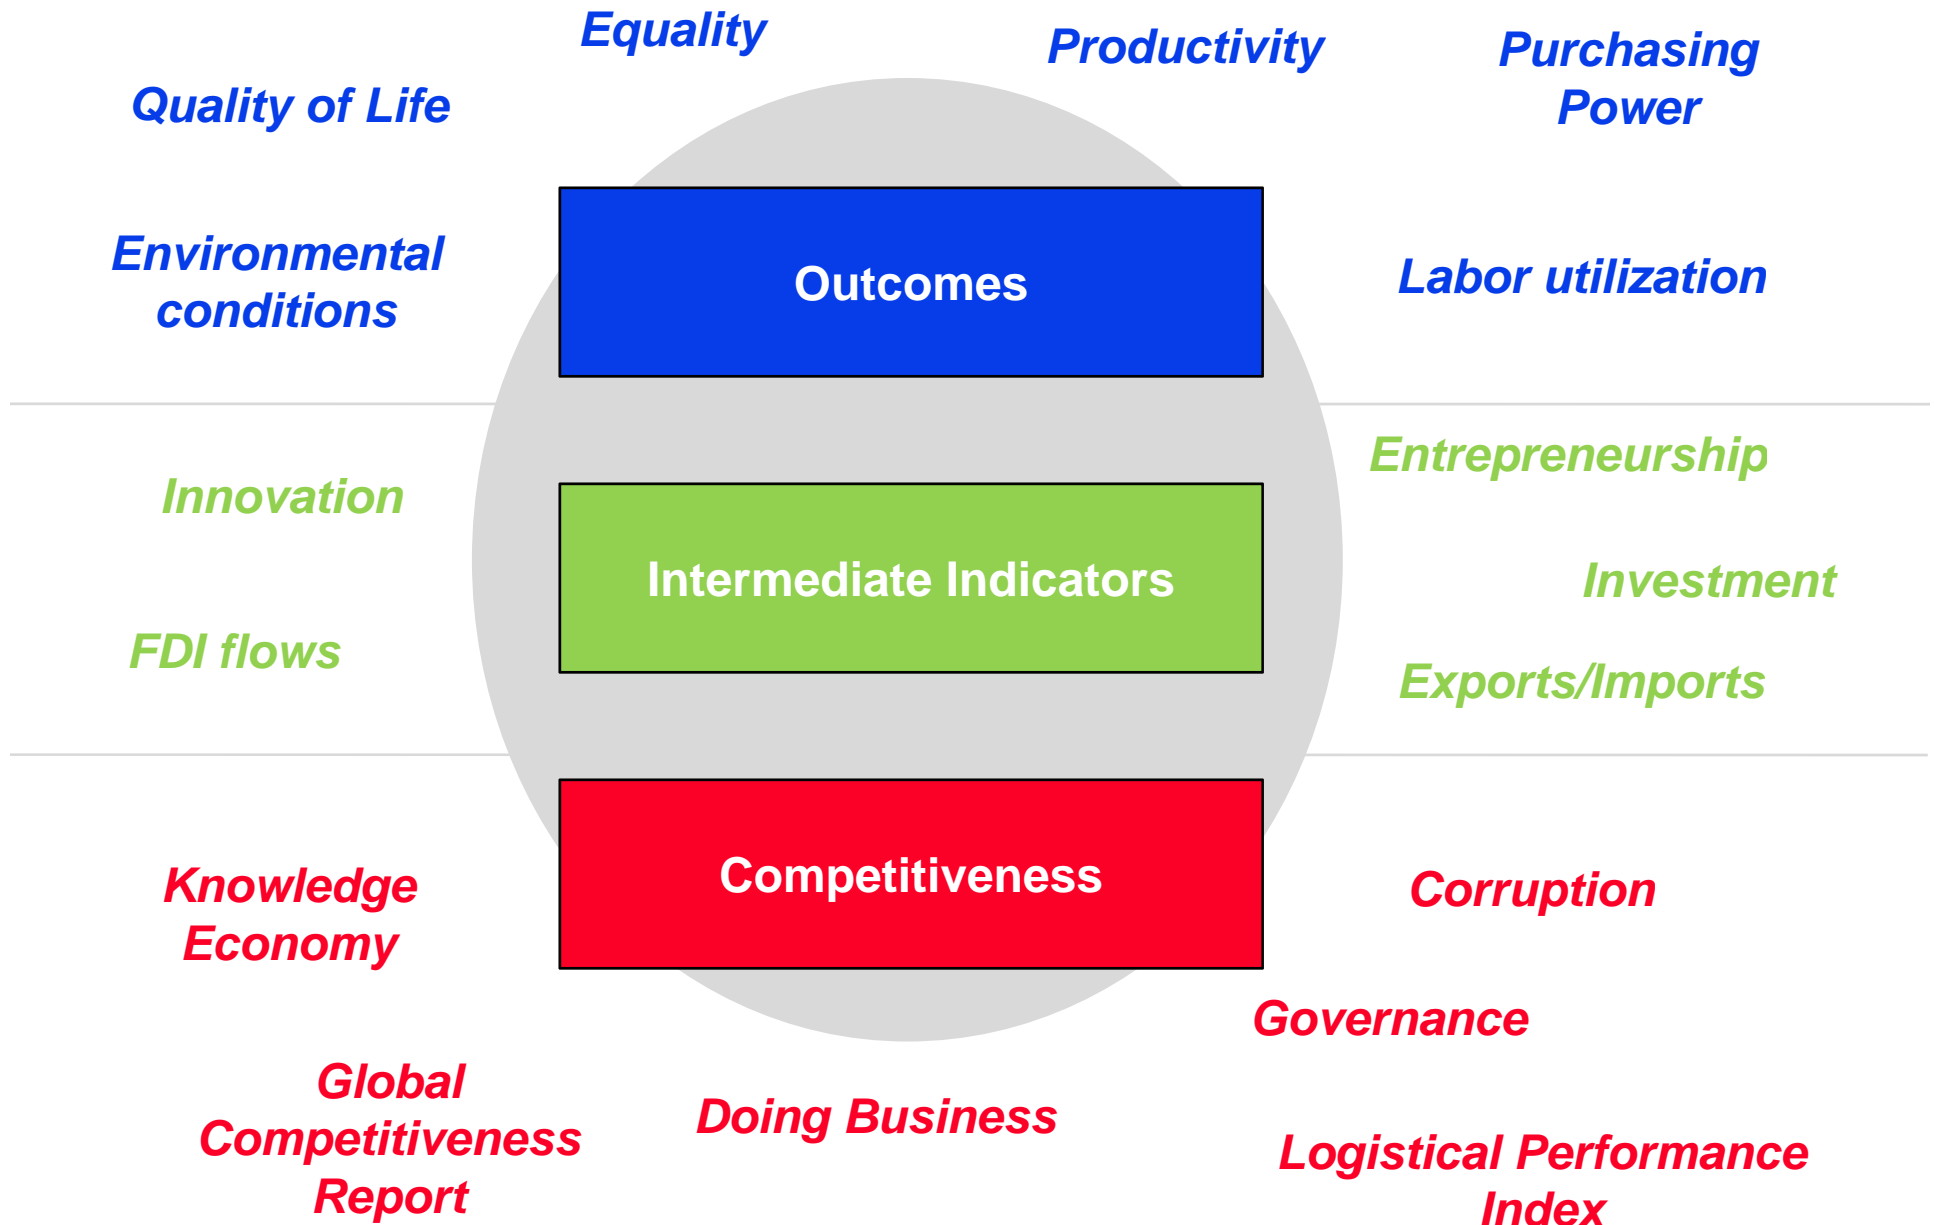 Equality
Productivity
Purchasing
Power
Quality of Life
Environmental
conditions
Outcomes
Labor utilization
Entrepreneurship
Innovation
Intermediate Indicators
Investment
FDI flows
Exports/Imports
Knowledge
Economy
Competitiveness
Corruption
Governance
Global
Competitiveness
Report
Doing Business
Logistical Performance
Index